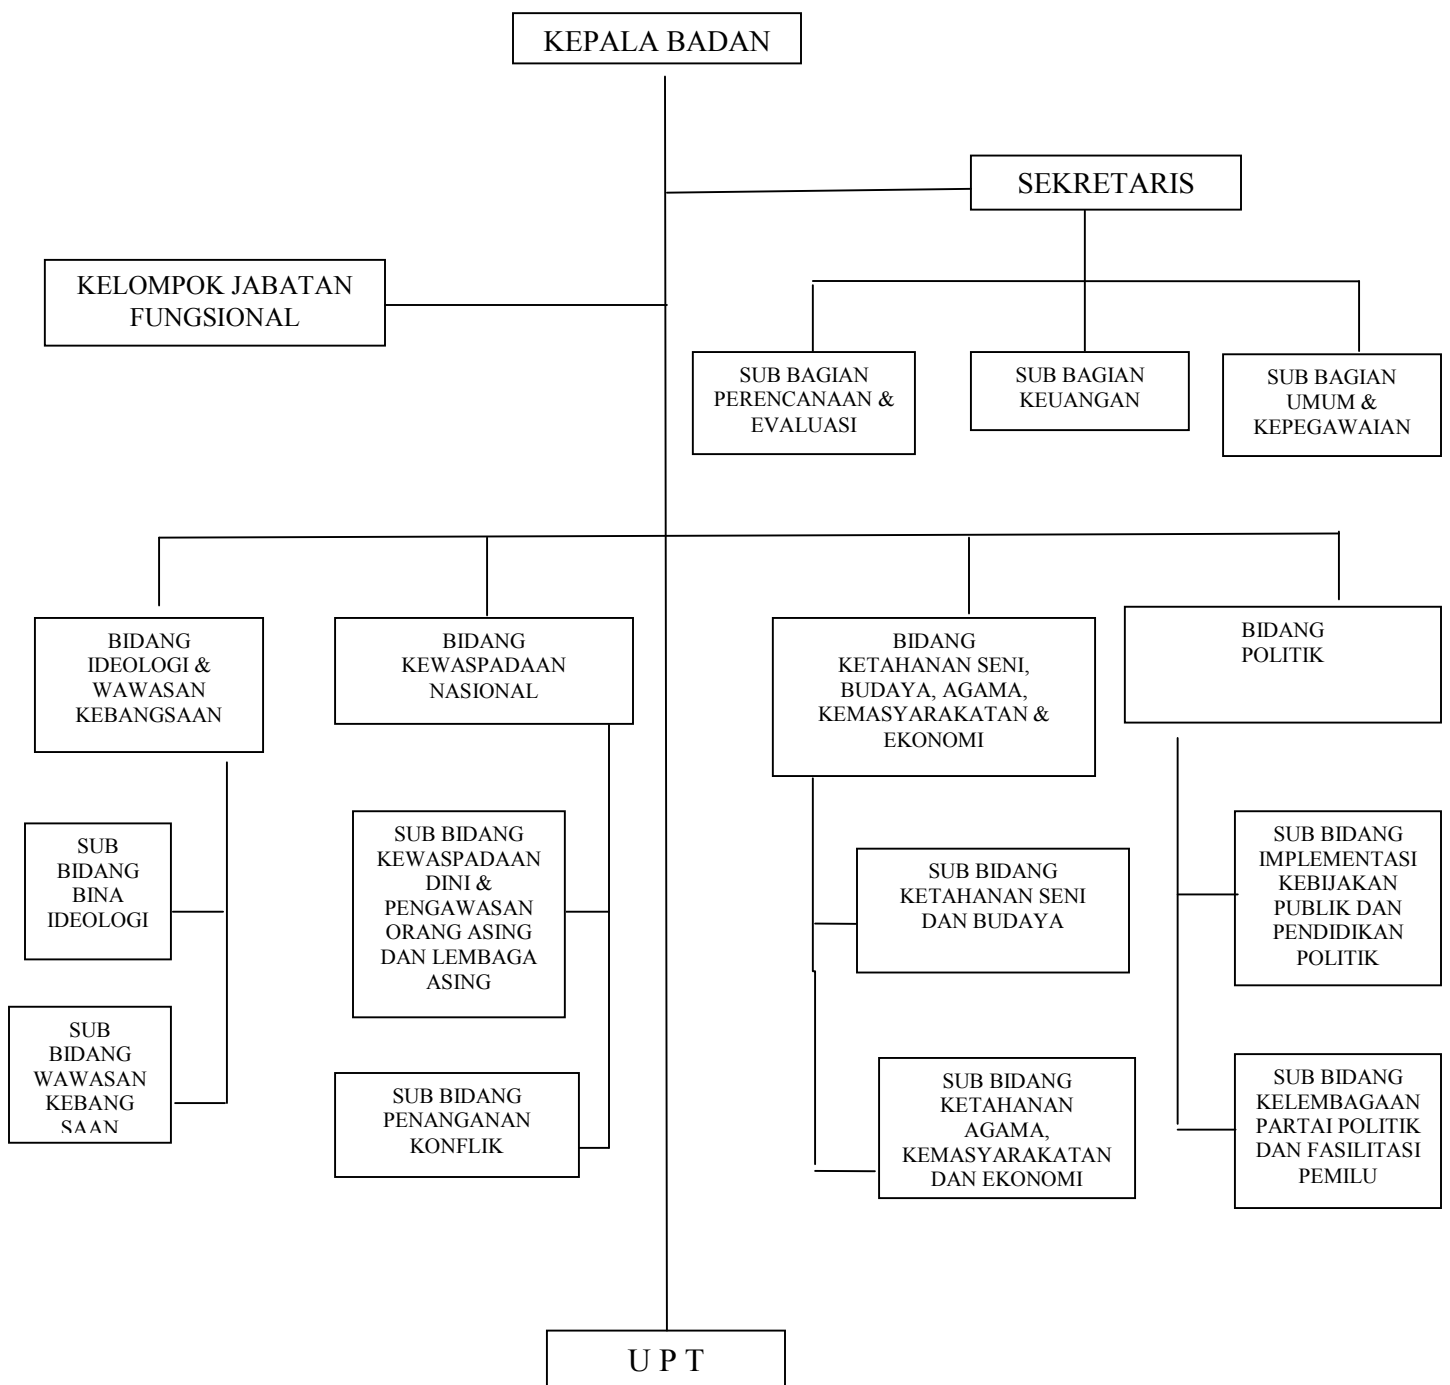 KEPALA BADAN
SEKRETARIS
KELOMPOK JABATAN
FUNGSIONAL
SUB BAGIAN
PERENCANAAN &
EVALUASI
SUB BAGIAN
KEUANGAN
SUB BAGIAN
UMUM &
KEPEGAWAIAN
BIDANG
IDEOLOGI &
WAWASAN
KEBANGSAAN
BIDANG
KEWASPADAAN
NASIONAL
BIDANG
KETAHANAN SENI,
BUDAYA, AGAMA,
KEMASYARAKATAN &
EKONOMI
BIDANG
POLITIK
SUB
BIDANG
BINA
IDEOLOGI
SUB BIDANG
KEWASPADAAN
DINI &
PENGAWASAN
ORANG ASING
DAN LEMBAGA
ASING
SUB BIDANG
KETAHANAN SENI
DAN BUDAYA
SUB BIDANG
IMPLEMENTASI
KEBIJAKAN
PUBLIK DAN
PENDIDIKAN
POLITIK
SUB
BIDANG
WAWASAN
KEBANG
SAAN
SUB BIDANG
PENANGANAN
KONFLIK
SUB BIDANG
KETAHANAN
AGAMA,
KEMASYARAKATAN
DAN EKONOMI
SUB BIDANG
KELEMBAGAAN
PARTAI POLITIK
DAN FASILITASI
PEMILU
U P T